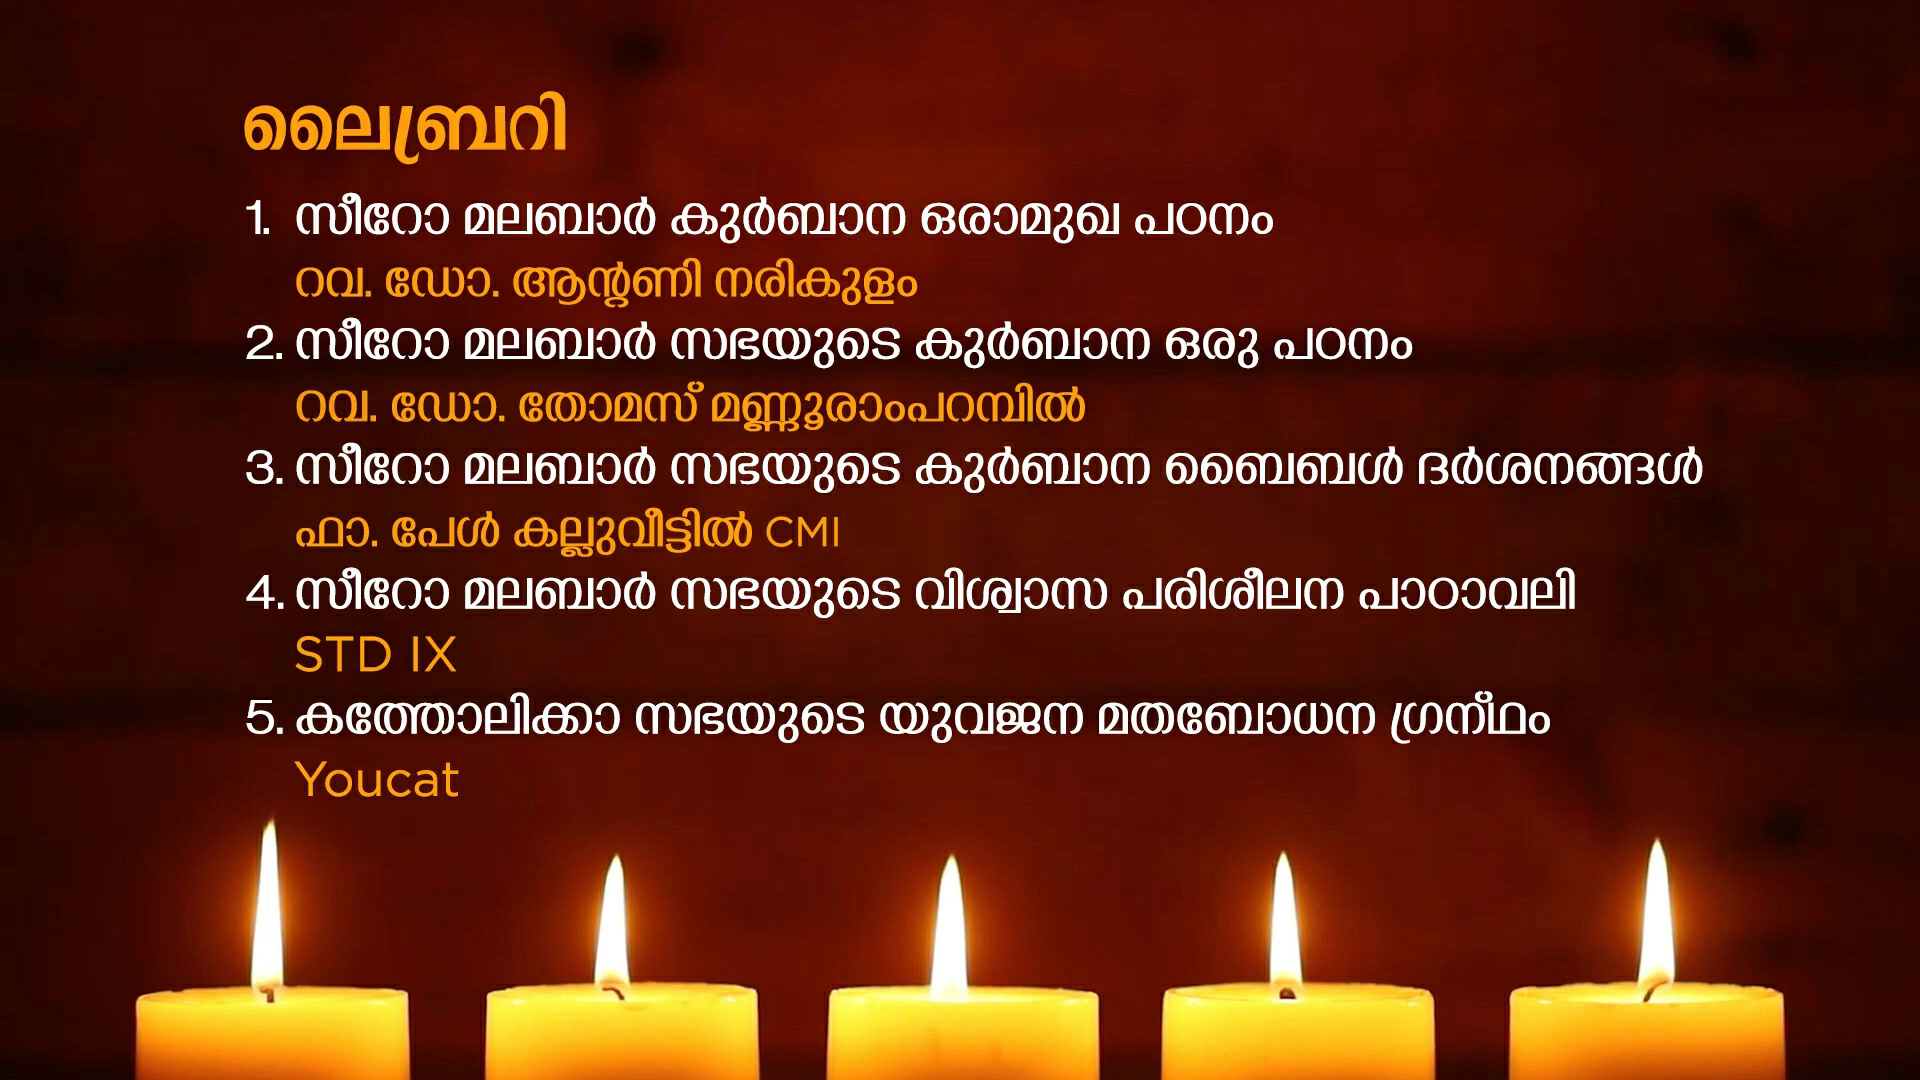 ലൈബ്രറി
1. സീറോ മലബാർ കുർബാന ഒരാമുഖ പഠനം
റവ. ഡോ. ആന്റണി നരികുളം
2. സീറോ മലബാർ സഭയുടെ കുർബാന ഒരു പഠനം
റവ. ഡോ. തോമസ് മണ്ണൂരാംപറമ്പിൽ
3. സീറോ മലബാർ സഭയുടെ കുർബാന ബൈബൾ ദർശനങ്ങൾ
ഫാ. പേൾ കല്ലുവീട്ടിൽ CMI
4. സീറോ മലബാർ സഭയുടെ വിശ്വാസ പരിശീലന പാഠാവലി
STD IX
5. കത്തോലിക്കാ സഭയുടെ യുവജന മതബോധന ഗ്രന്ഥം
Youcat